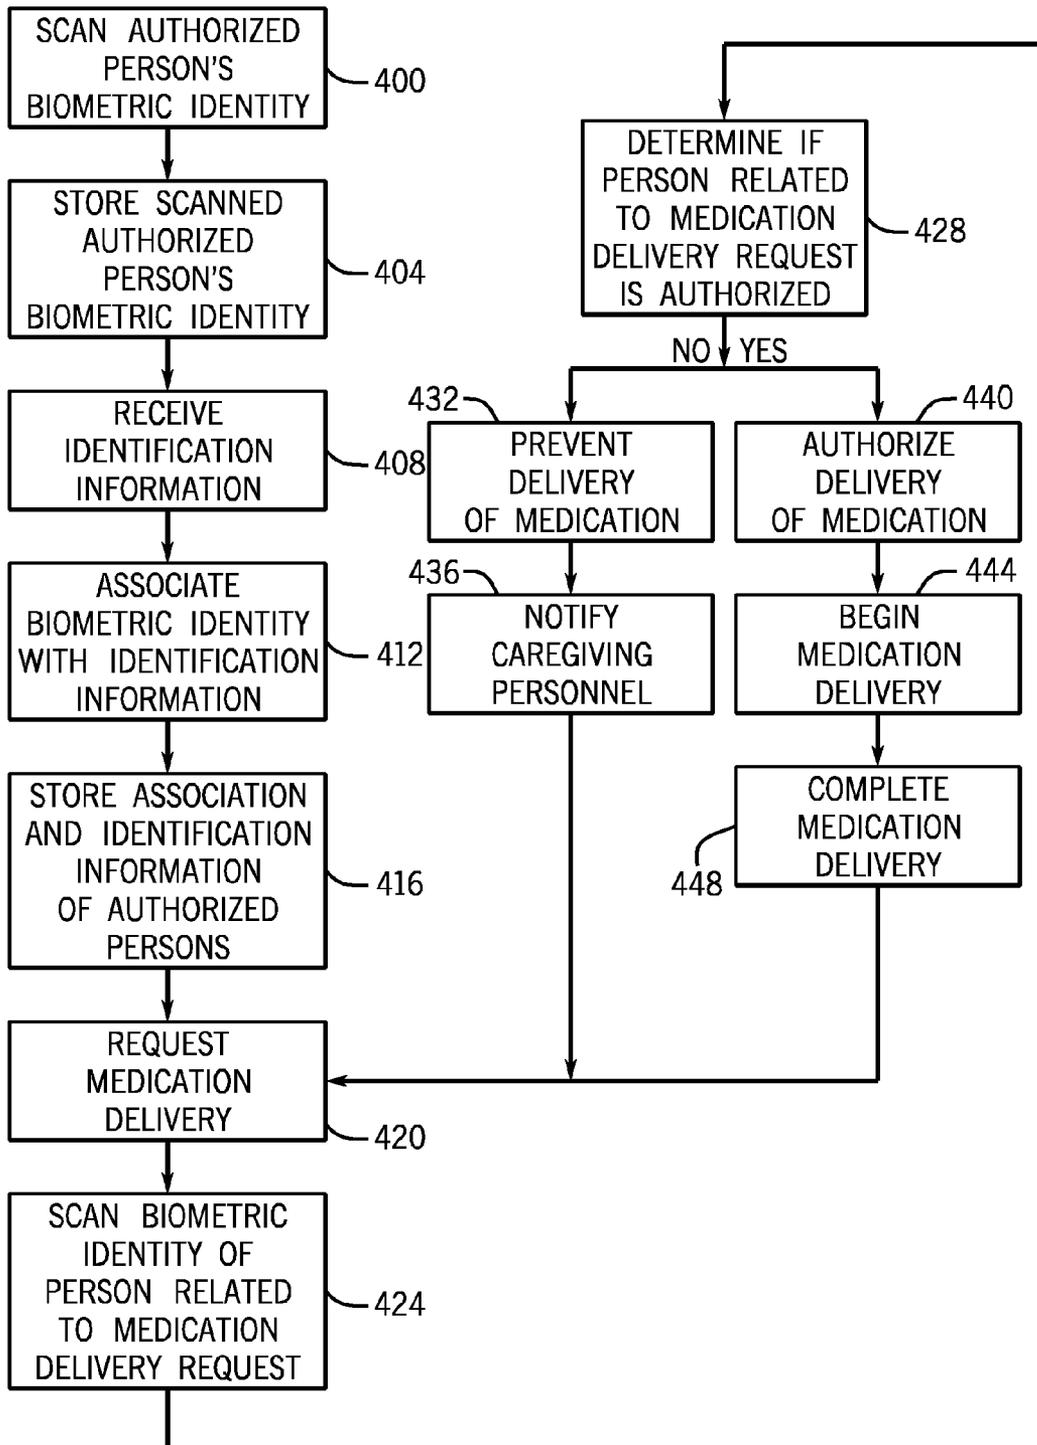 SCAN AUTHORIZED
PERSON'S
BIOMETRIC IDENTITY
400
STORE SCANNED
AUTHORIZED
PERSON'S
BIOMETRIC IDENTITY
404
RECEIVE
IDENTIFICATION
INFORMATION
408
ASSOCIATE
BIOMETRIC IDENTITY
WITH IDENTIFICATION
INFORMATION
412
STORE ASSOCIATION
AND IDENTIFICATION
INFORMATION
OF AUTHORIZED
PERSONS
416
REQUEST
MEDICATION
DELIVERY
420
SCAN BIOMETRIC
IDENTITY OF
PERSON RELATED
TO MEDICATION
DELIVERY REQUEST
424
DETERMINE IF
PERSON RELATED
TO MEDICATION
DELIVERY REQUEST
IS AUTHORIZED
428
NO YES
432
PREVENT
DELIVERY
OF MEDICATION
436
NOTIFY
CAREGIVING
PERSONNEL
440
AUTHORIZE
DELIVERY
OF MEDICATION
444
BEGIN
MEDICATION
DELIVERY
COMPLETE
MEDICATION
DELIVERY
448